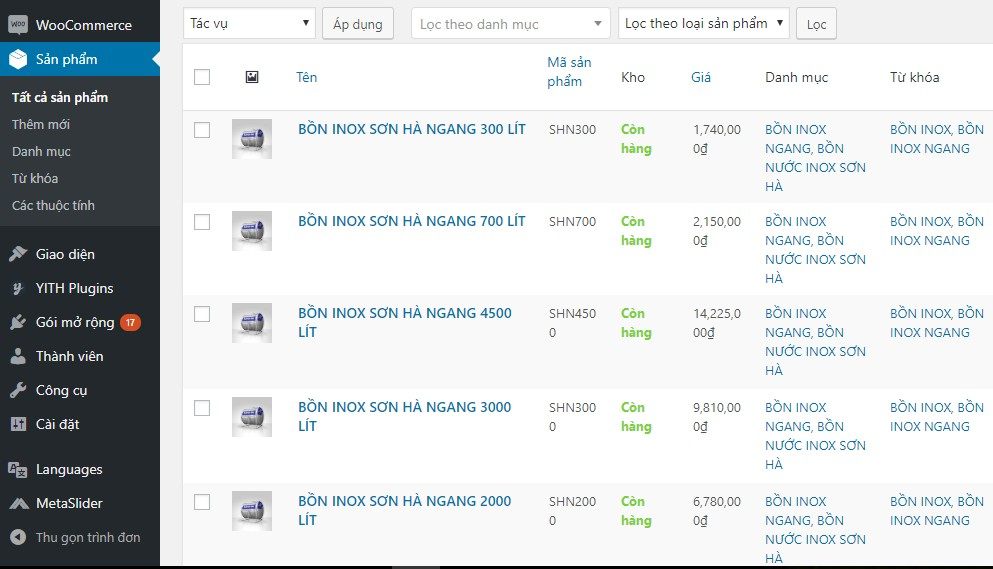 WooCommerce
Sản phẩm
Tất cả sản phẩm
Thêm mới
Danh mục
Từ khóa
Các thuộc tính
Giao diện
YITH Plugins
Gói mở rộng 17
Thành viên
Công cụ
Cài đặt
Languages
MetaSlider
Thu gọn trình đơn
Tác vụ
Áp dụng
Lọc theo danh mục
Lọc theo loại sản phẩm
Lọc
Tên
Mã sản
phẩm
Kho
Giá
Danh mục
Từ khóa
BỒN INOX SƠN HÀ NGANG 300 LÍT
SHN300
Còn
hàng
1,740,00
0₫
BỒN INOX
NGANG, BỒN
NƯỚC INOX SƠN
HÀ
BỒN INOX, BỒN
INOX NGANG
BỒN INOX SƠN HÀ NGANG 700 LÍT
SHN700
Còn
hàng
2,150,00
0₫
BỒN INOX
NGANG, BỒN
NƯỚC INOX SƠN
HÀ
BỒN INOX, BỒN
INOX NGANG
BỒN INOX SƠN HÀ NGANG 4500
LÍT
SHN450
0
Còn
hàng
14,225,0
00₫
BỒN INOX
NGANG, BỒN
NƯỚC INOX SƠN
HÀ
BỒN INOX, BỒN
INOX NGANG
BỒN INOX SƠN HÀ NGANG 3000
LÍT
SHN300
0
Còn
hàng
9,810,00
0₫
BỒN INOX
NGANG, BỒN
NƯỚC INOX SƠN
HÀ
BỒN INOX, BỒN
INOX NGANG
BỒN INOX SƠN HÀ NGANG 2000
LÍT
SHN200
0
Còn
hàng
6,780,00
0₫
BỒN INOX
NGANG, BỒN
NƯỚC INOX SƠN
HÀ
BỒN INOX, BỒN
INOX NGANG